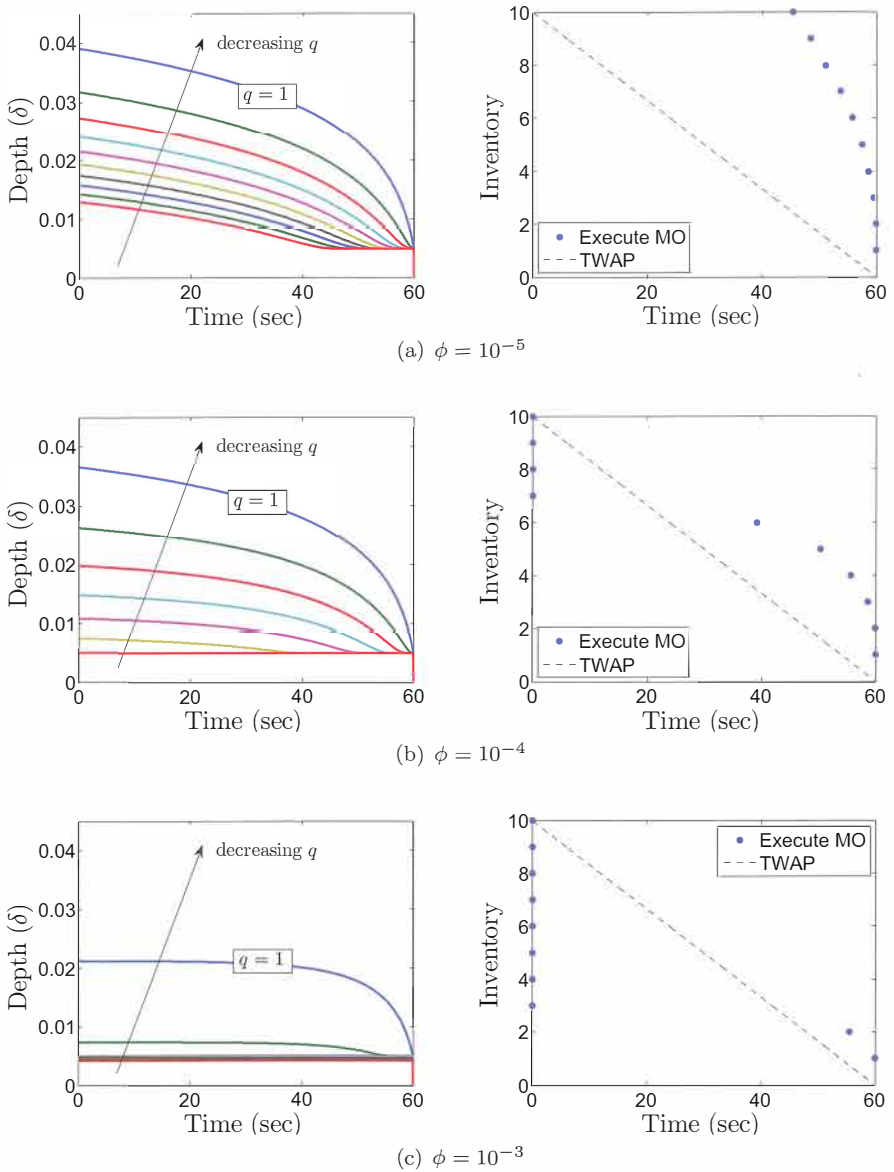 0.04
0.03
0.02
0.01
0
Depth (δ)
decreasing q
q = 1
0 20 40 60
Time (sec)
10
8
6
4
2
0
Inventory
Execute MO
TWAP
0 20 40 60
Time (sec)
(a) ϕ = 10⁻⁵
0.04
0.03
0.02
0.01
0
Depth (δ)
decreasing q
q = 1
0 20 40 60
Time (sec)
10
8
6
4
2
0
Inventory
Execute MO
TWAP
0 20 40 60
Time (sec)
(b) ϕ = 10⁻⁴
0.04
0.03
0.02
0.01
0
Depth (δ)
decreasing q
q = 1
0 20 40 60
Time (sec)
10
8
6
4
2
0
Inventory
Execute MO
TWAP
0 20 40 60
Time (sec)
(c) ϕ = 10⁻³